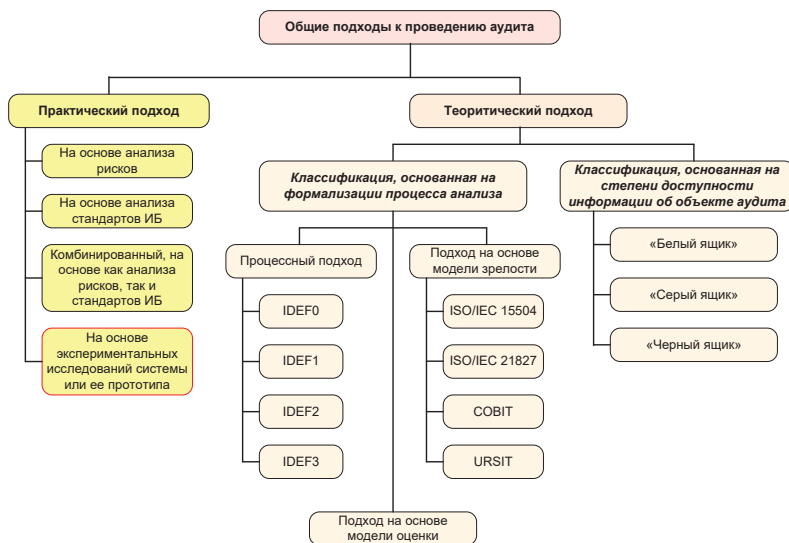 Общие подходы к проведению аудита
Практический подход
На основе анализа
рисков
На основе анализа
стандартов ИБ
Комбинированный, на
основе как анализа
рисков, так и
стандартов ИБ
На основе
экспериментальных
исследований системы
или ее прототипа
Теоритический подход
Классификация, основанная на
формализации процесса анализа
Процессный подход
IDEF0
IDEF1
IDEF2
IDEF3
Подход на основе
модели зрелости
ISO/IEC 15504
ISO/IEC 21827
COBIT
URSIT
Подход на основе
модели оценки
Классификация, основанная на
степени доступности
информации об объекте аудита
«Белый ящик»
«Серый ящик»
«Черный ящик»